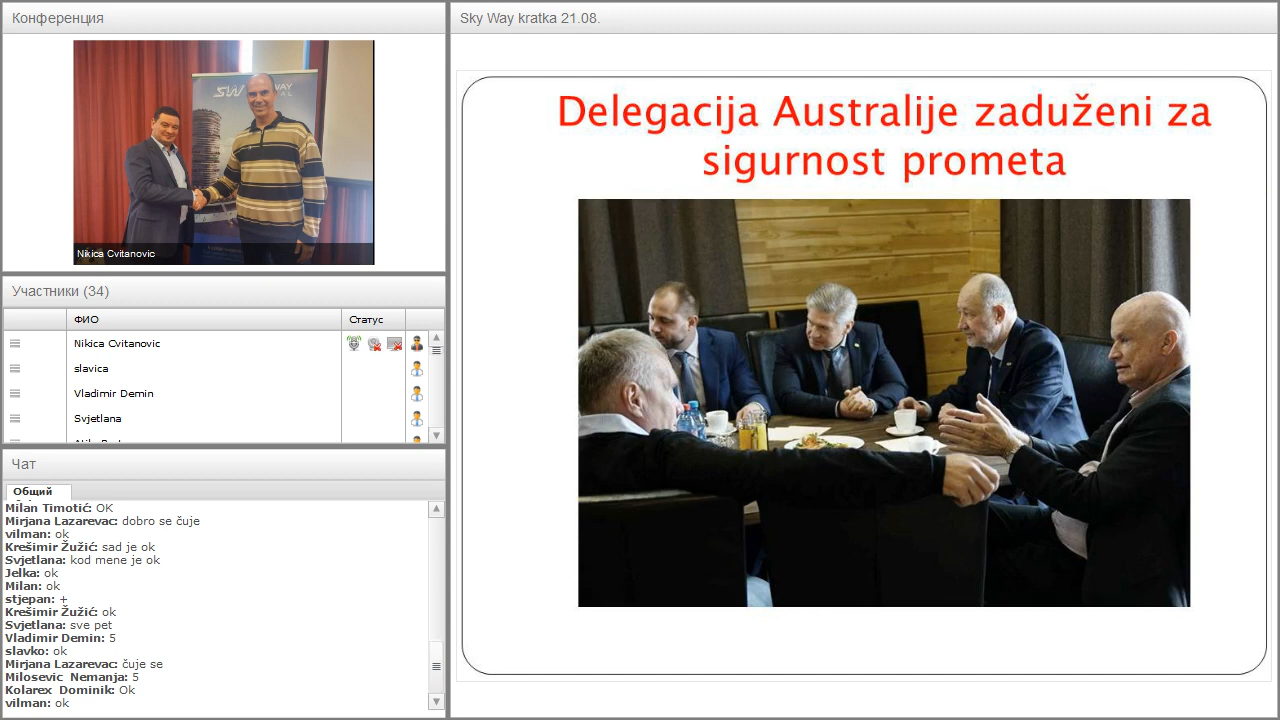 Конференция
Nikica Cvitanovic
Участники (34)
ФИО
Статус
Nikica Cvitanovic
slavica
Vladimir Demin
Svjetlana
Чат
Общий
Milan Timotić: OK
Mirjana Lazarevac: dobro se čuje
vilman: ok
Krešimir Žužić: sad je ok
Svjetlana: kod mene je ok
Jelka: ok
Milan: ok
stjepan: +
Krešimir Žužić: ok
Svjetlana: sve pet
Vladimir Demin: 5
slavko: ok
Mirjana Lazarevac: čuje se
Milosevic Nemanja: 5
Kolarex Dominik: Ok
vilman: ok
Sky Way kratka 21.08.
Delegacija Australije zaduženi za
sigurnost prometa